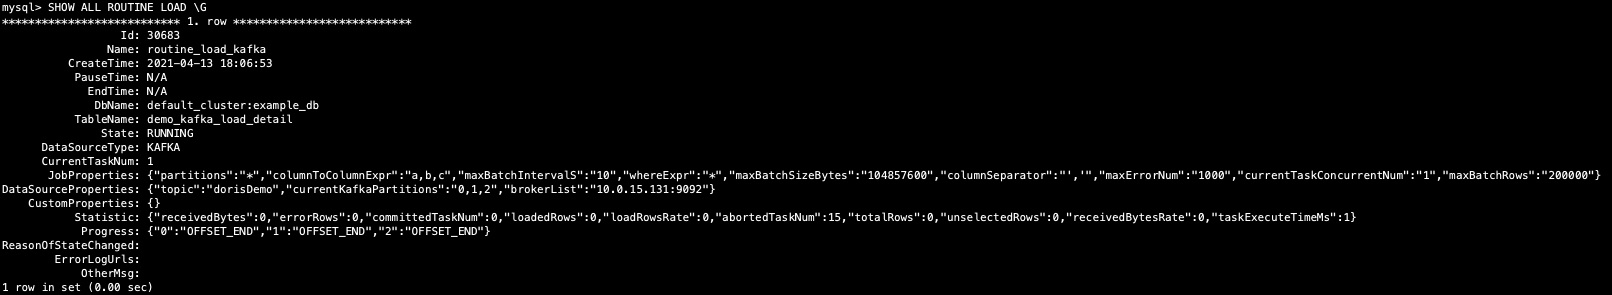 mysql> SHOW ALL ROUTINE LOAD \G
*************************** 1. row ***************************
Id: 30683
Name: routine_load_kafka
CreateTime: 2021-04-13 18:06:53
PauseTime: N/A
EndTime: N/A
DbName: default_cluster:example_db
TableName: demo_kafka_load_detail
State: RUNNING
DataSourceType: KAFKA
CurrentTaskNum: 1
JobProperties: {"partitions":"*","columnToColumnExpr":"a,b,c","maxBatchIntervalS":"10","whereExpr":"*","maxBatchSizeBytes":"104857600","columnSeparator":"','","maxErrorNum":"1000","currentTaskConcurrentNum":"1","maxBatchRows":"200000"}
DataSourceProperties: {"topic":"dorisDemo","currentKafkaPartitions":"0,1,2","brokerList":"10.0.15.131:9092"}
CustomProperties: {}
Statistic: {"receivedBytes":0,"errorRows":0,"committedTaskNum":0,"loadedRows":0,"loadRowsRate":0,"abortedTaskNum":15,"totalRows":0,"unselectedRows":0,"receivedBytesRate":0,"taskExecuteTimeMs":1}
Progress: {"0":"OFFSET_END","1":"OFFSET_END","2":"OFFSET_END"}
ReasonOfStateChanged:
ErrorLogUrls:
OtherMsg:
1 row in set (0.00 sec)